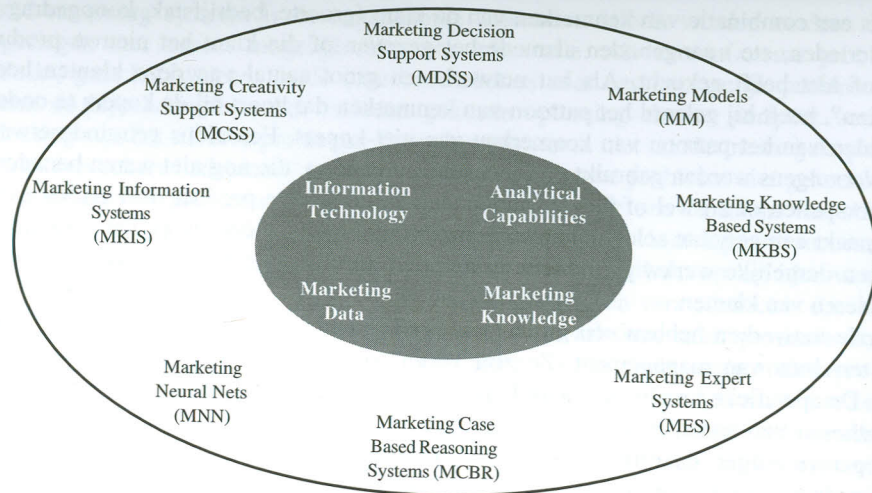 Marketing Decision
Support Systems
(MDSS)
Marketing Creativity
Support Systems
(MCSS)
Marketing Models
(MM)
Marketing Information
Systems
(MKIS)
Information
Technology
Analytical
Capabilities
Marketing Knowledge
Based Systems
(MKBS)
Marketing
Data
Marketing
Knowledge
Marketing
Neural Nets
(MNN)
Marketing Case
Based Reasoning
Systems (MCBR)
Marketing Expert
Systems
(MES)